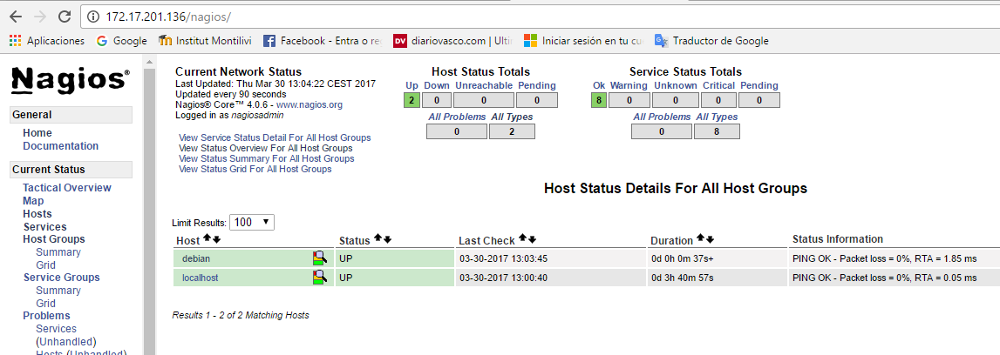 172.17.201.136/nagios/
Aplicaciones Google Institut Montilivi Facebook - Entra o re diariovasco.com | Últi Iniciar sesión en tu cu Traductor de Google
Nagios®
General
Home
Documentation
Current Status
Tactical Overview
Map
Hosts
Services
Host Groups
Summary
Grid
Service Groups
Summary
Grid
Problems
Services
(Unhandled)
Hosts (Unhandled)
Current Network Status
Last Updated: Thu Mar 30 13:04:22 CEST 2017
Updated every 90 seconds
Nagios® Core™ 4.0.6 - www.nagios.org
Logged in as nagiosadmin
View Service Status Detail For All Host Groups
View Status Overview For All Host Groups
View Status Summary For All Host Groups
View Status Grid For All Host Groups
Host Status Totals
Up Down Unreachable Pending
2 0 0 0
All Problems All Types
0 2
Service Status Totals
Ok Warning Unknown Critical Pending
8 0 0 0 0
All Problems All Types
0 8
Host Status Details For All Host Groups
Limit Results: 100
Host Status Last Check Duration Status Information
debian UP 03-30-2017 13:03:45 0d 0h 0m 37s+ PING OK - Packet loss = 0%, RTA = 1.85 ms
localhost UP 03-30-2017 13:00:40 0d 3h 40m 57s PING OK - Packet loss = 0%, RTA = 0.05 ms
Results 1 - 2 of 2 Matching Hosts